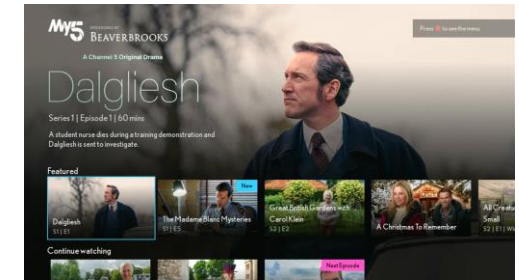 My5
SPONSORED BY
BEAVERBROOKS
Press to see the menu
A Channel 5 Original Drama
Dalgliesh
Series 1 | Episode 1 | 60 mins
A student nurse dies during a training demonstration and
Dalgliesh is sent to investigate.
Featured
New
Dalgliesh
S1 | E1
The Madame Blanc Mysteries
S1 | E5
Great British Gardens with
Carol Klein
S2 | E2
A Christmas To Remember
All Creatu
Small
S2 | E1 | Wi
Continue watching
Next Episode